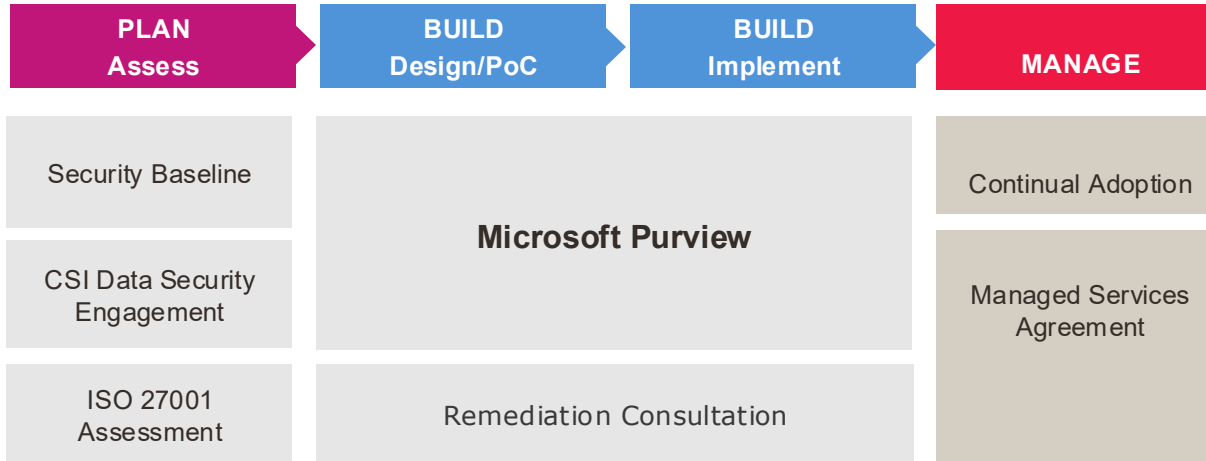 PLAN
Assess
BUILD
Design/PoC
BUILD
Implement
MANAGE
Security Baseline
CSI Data Security
Engagement
ISO 27001
Assessment
Microsoft Purview
Remediation Consultation
Continual Adoption
Managed Services
Agreement